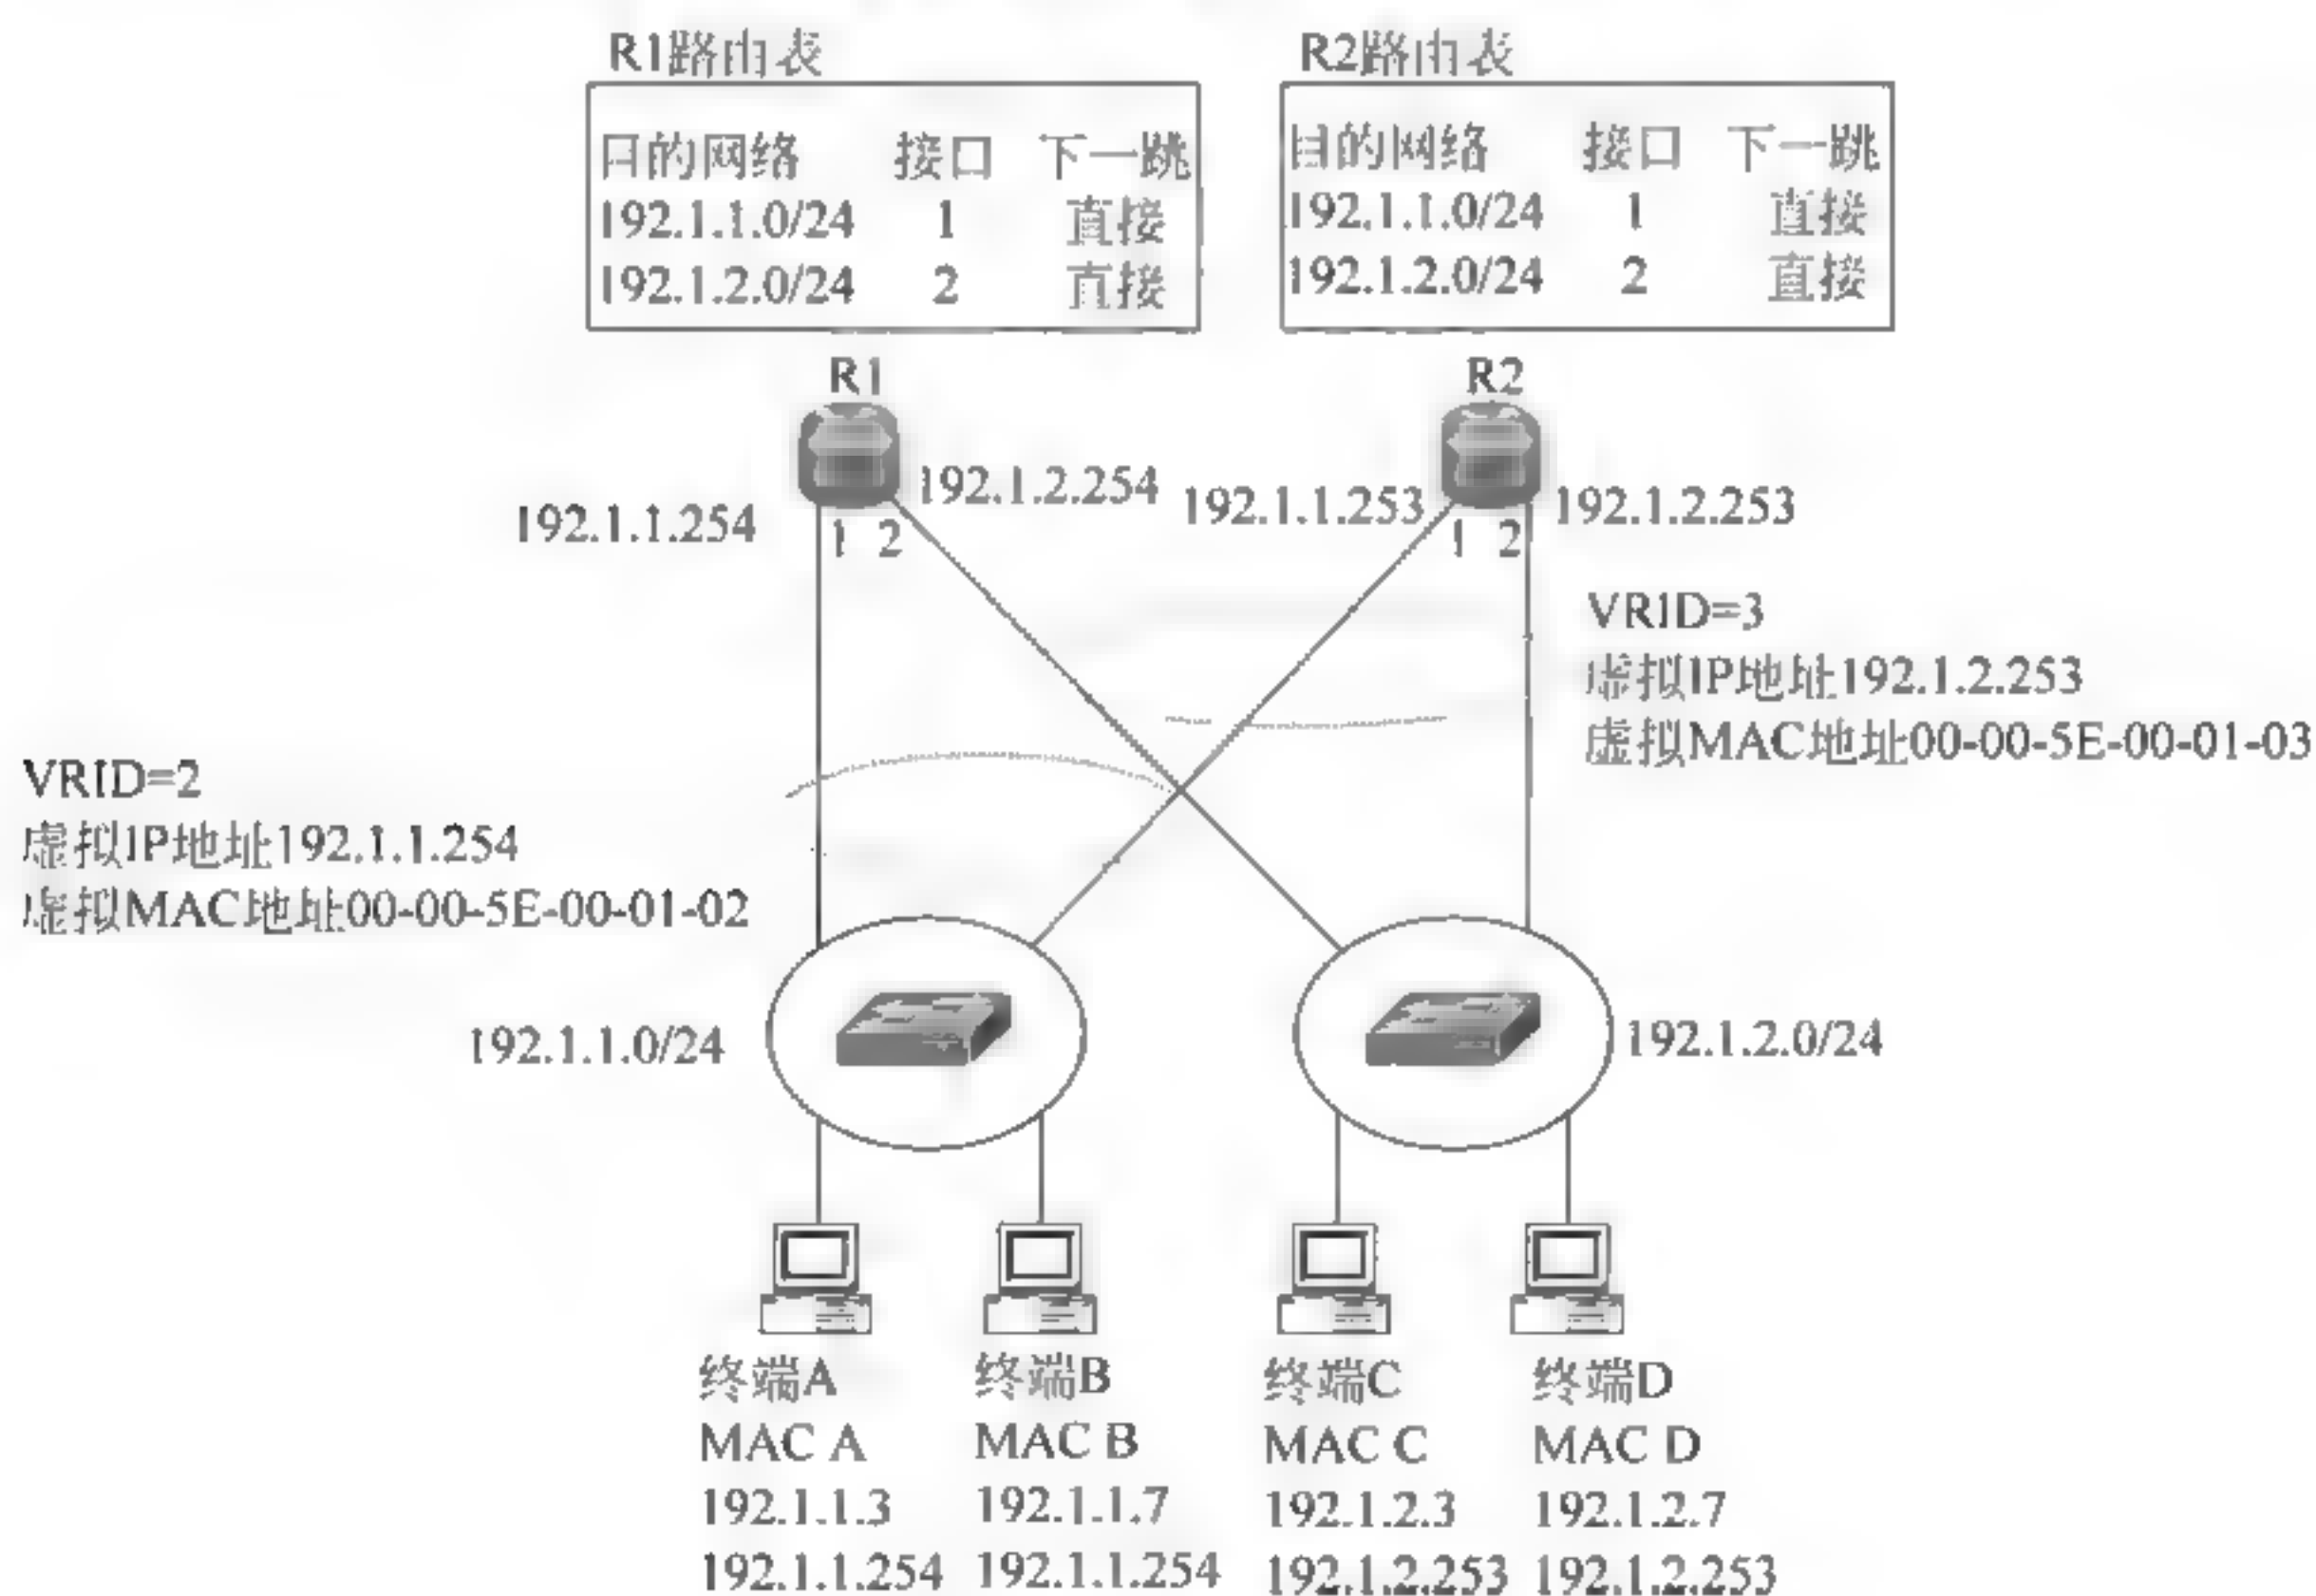 R1路由表
目的网络 接口 下一跳
192.1.1.0/24 1 直接
192.1.2.0/24 2 直接
R2路由表
目的网络 接口 下一跳
192.1.1.0/24 1 直接
192.1.2.0/24 2 直接
R1
R2
192.1.1.254
192.1.2.254
192.1.1.253
192.1.2.253
1 2
1 2
VRID=3
虚拟IP地址192.1.2.253
虚拟MAC地址00-00-5E-00-01-03
VRID=2
虚拟IP地址192.1.1.254
虚拟MAC地址00-00-5E-00-01-02
192.1.1.0/24
192.1.2.0/24
终端A
MAC A
192.1.1.3
192.1.1.254
终端B
MAC B
192.1.1.7
192.1.1.254
终端C
MAC C
192.1.2.3
192.1.2.253
终端D
MAC D
192.1.2.7
192.1.2.253